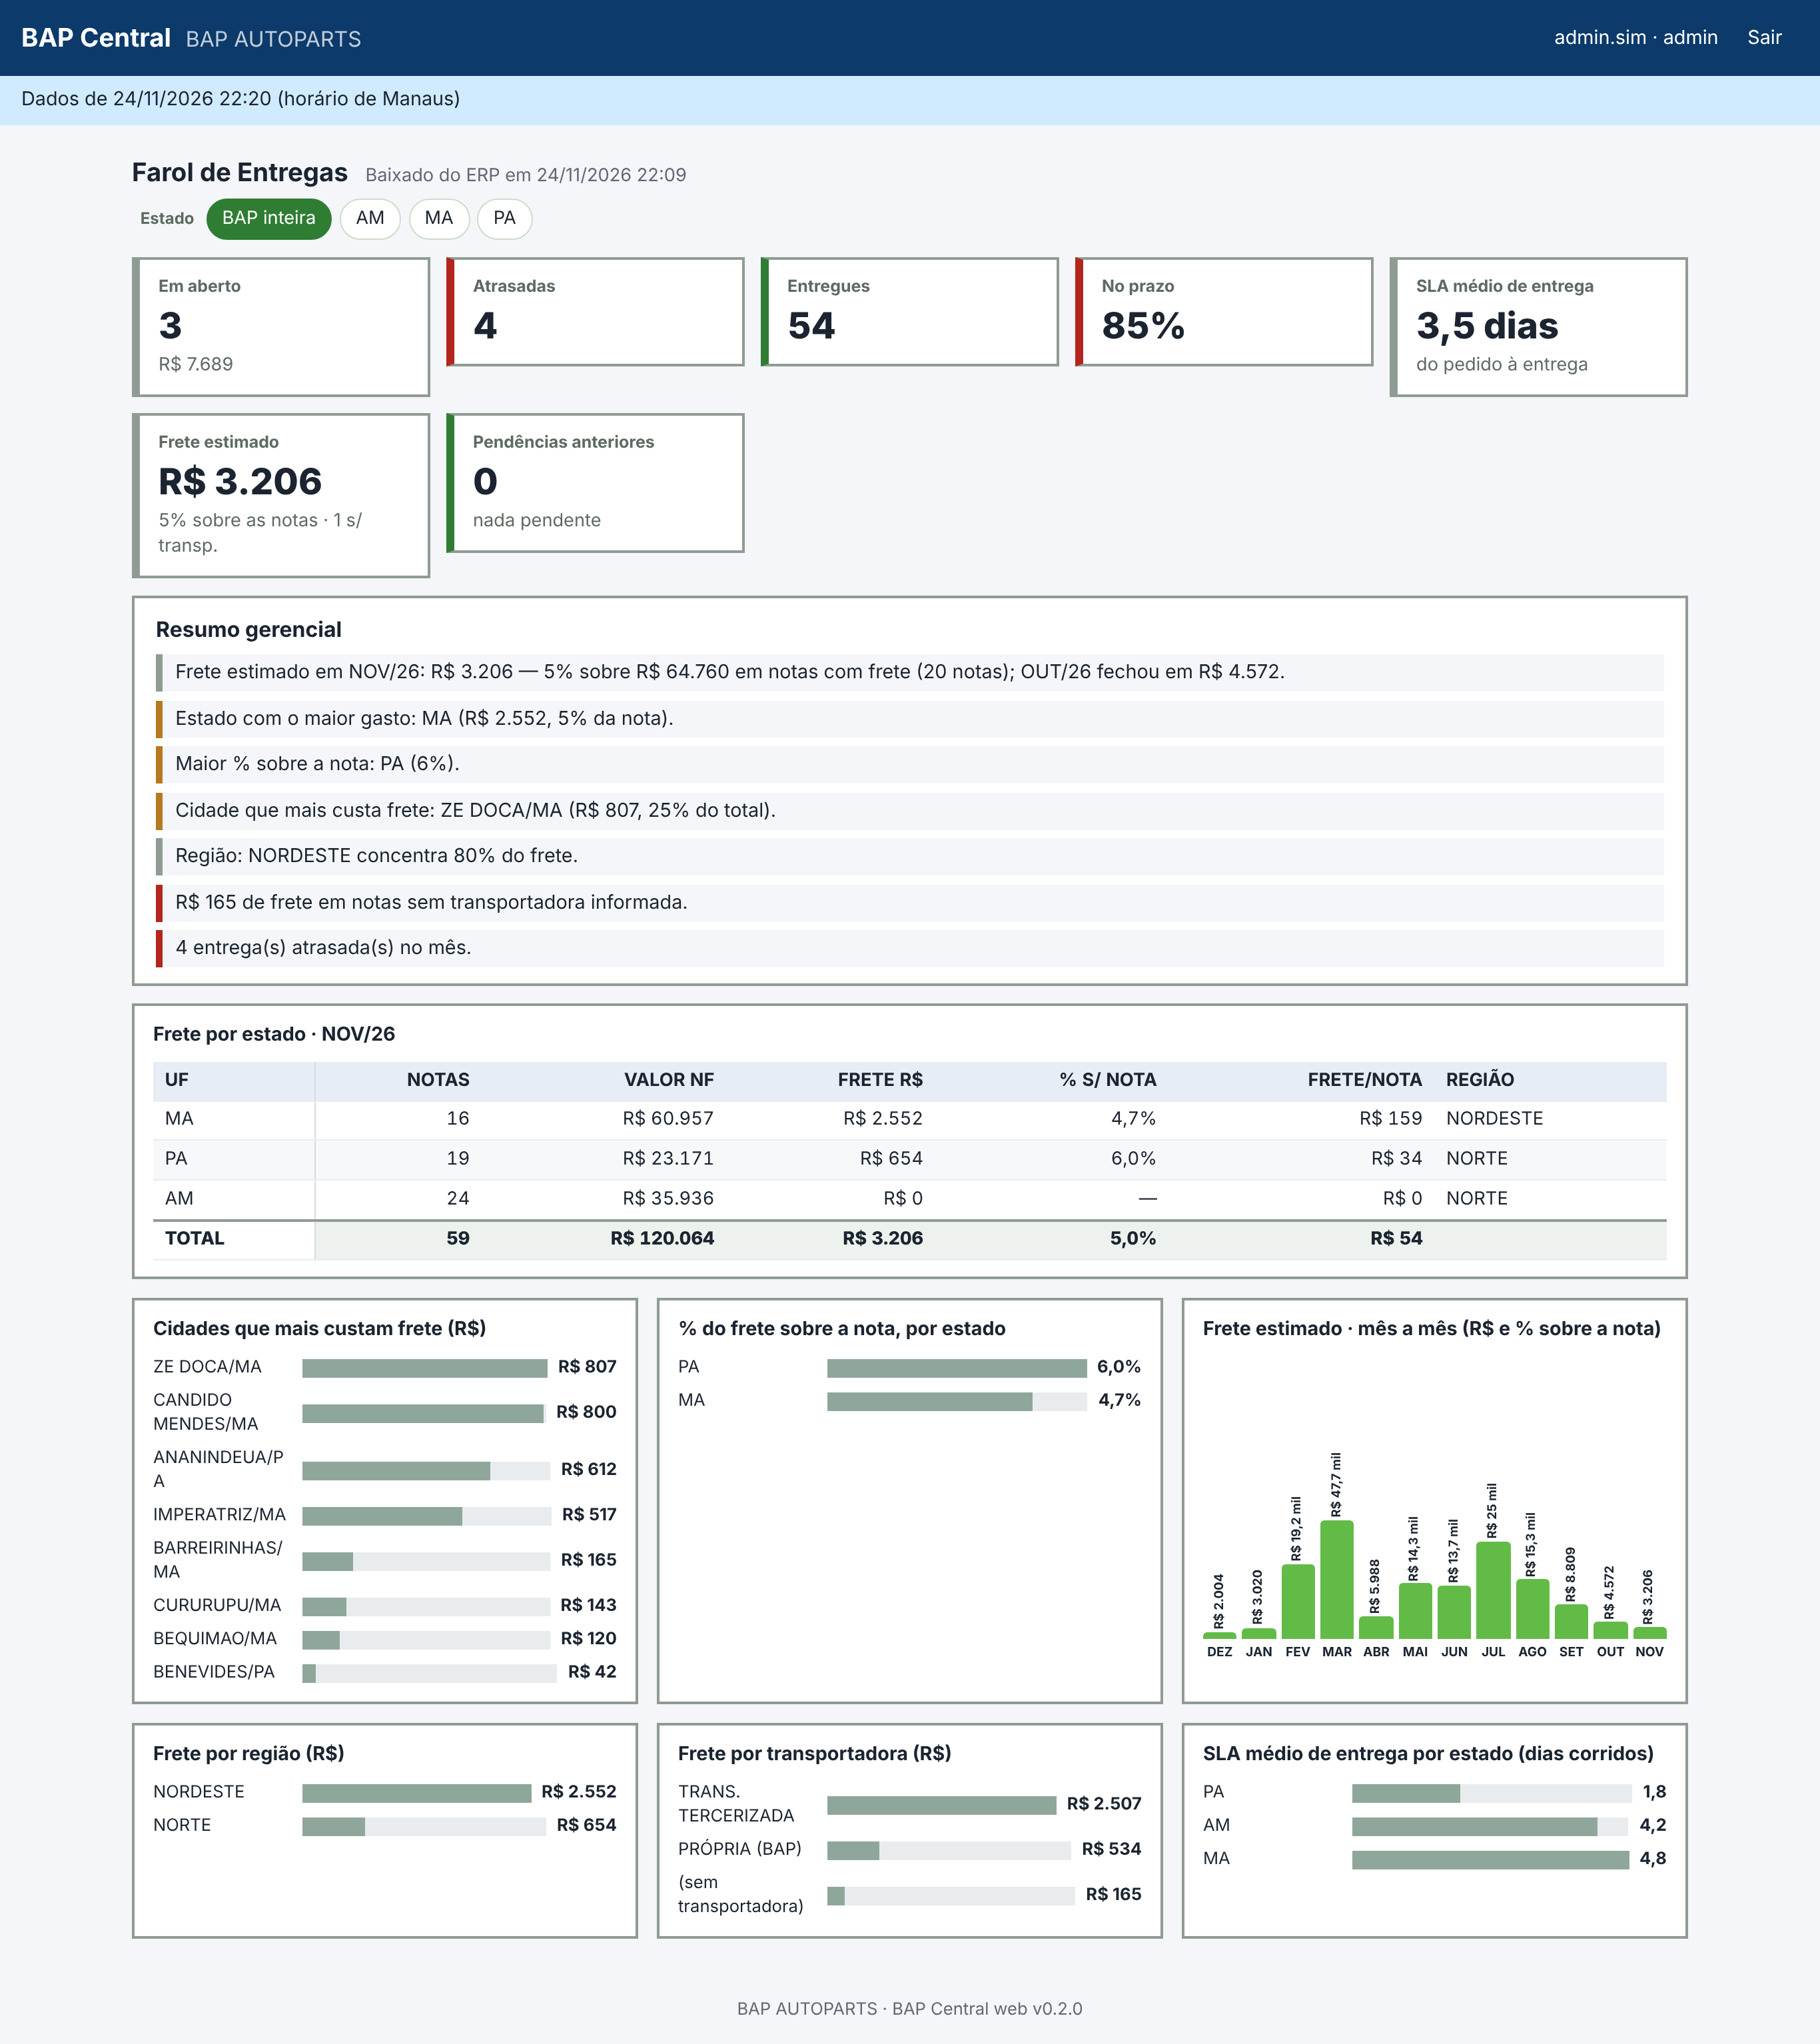 BAP Central BAP AUTOPARTS admin.sim · admin Sair
Dados de 24/11/2026 22:20 (horário de Manaus)
Farol de Entregas Baixado do ERP em 24/11/2026 22:09
Estado BAP inteira AM MA PA
Em aberto
3
R$ 7.689
Atrasadas
4
Entregues
54
No prazo
85%
SLA médio de entrega
3,5 dias
do pedido à entrega
Frete estimado
R$ 3.206
5% sobre as notas · 1 s/
transp.
Pendências anteriores
0
nada pendente
Resumo gerencial
Frete estimado em NOV/26: R$ 3.206 — 5% sobre R$ 64.760 em notas com frete (20 notas); OUT/26 fechou em R$ 4.572.
Estado com o maior gasto: MA (R$ 2.552, 5% da nota).
Maior % sobre a nota: PA (6%).
Cidade que mais custa frete: ZE DOCA/MA (R$ 807, 25% do total).
Região: NORDESTE concentra 80% do frete.
R$ 165 de frete em notas sem transportadora informada.
4 entrega(s) atrasada(s) no mês.
Frete por estado · NOV/26
UF NOTAS VALOR NF FRETE R$ % S/ NOTA FRETE/NOTA REGIÃO
MA 16 R$ 60.957 R$ 2.552 4,7% R$ 159 NORDESTE
PA 19 R$ 23.171 R$ 654 6,0% R$ 34 NORTE
AM 24 R$ 35.936 R$ 0 — R$ 0 NORTE
TOTAL 59 R$ 120.064 R$ 3.206 5,0% R$ 54
Cidades que mais custam frete (R$)
ZE DOCA/MA R$ 807
CANDIDO
MENDES/MA R$ 800
ANANINDEUA/P
A R$ 612
IMPERATRIZ/MA R$ 517
BARREIRINHAS/
MA R$ 165
CURURUPU/MA R$ 143
BEQUIMAO/MA R$ 120
BENEVIDES/PA R$ 42
% do frete sobre a nota, por estado
PA 6,0%
MA 4,7%
Frete estimado · mês a mês (R$ e % sobre a nota)
R$ 2.004 R$ 3.020 R$ 19,2 mil R$ 47,7 mil R$ 5.988 R$ 14,3 mil R$ 13,7 mil R$ 25 mil R$ 15,3 mil R$ 8.809 R$ 4.572 R$ 3.206
DEZ JAN FEV MAR ABR MAI JUN JUL AGO SET OUT NOV
Frete por região (R$)
NORDESTE R$ 2.552
NORTE R$ 654
Frete por transportadora (R$)
TRANS.
TERCERIZADA R$ 2.507
PRÓPRIA (BAP) R$ 534
(sem
transportadora) R$ 165
SLA médio de entrega por estado (dias corridos)
PA 1,8
AM 4,2
MA 4,8
BAP AUTOPARTS · BAP Central web v0.2.0